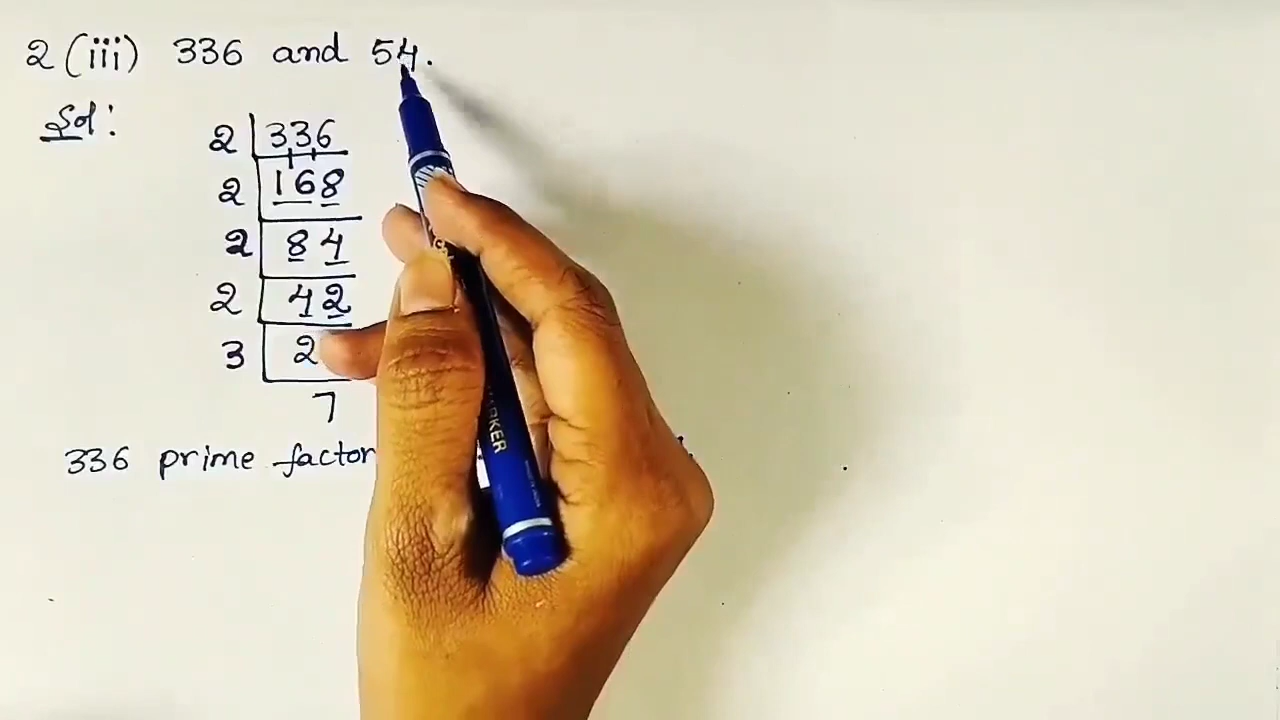 2 (iii) 336 and 54.
Sol:
2 | 336
2 | 168
2 | 84
2 | 42
3 | 2
7
336 prime factor